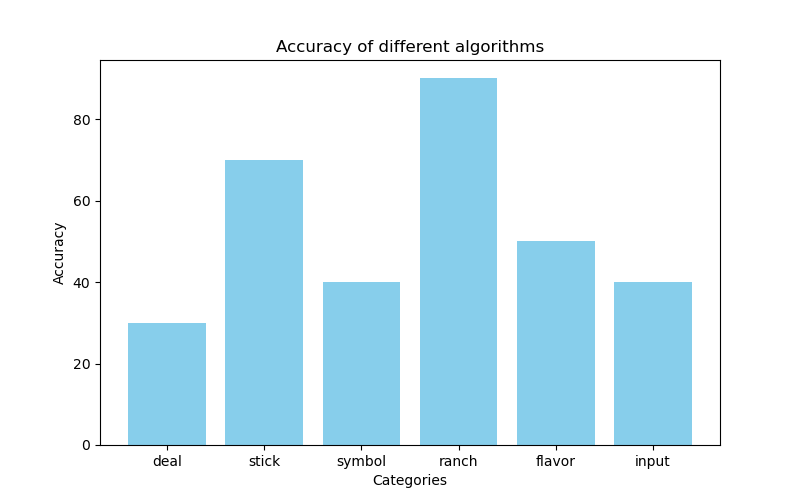 Accuracy of different algorithms
Accuracy
80
60
40
20
0
deal stick symbol ranch flavor input
Categories